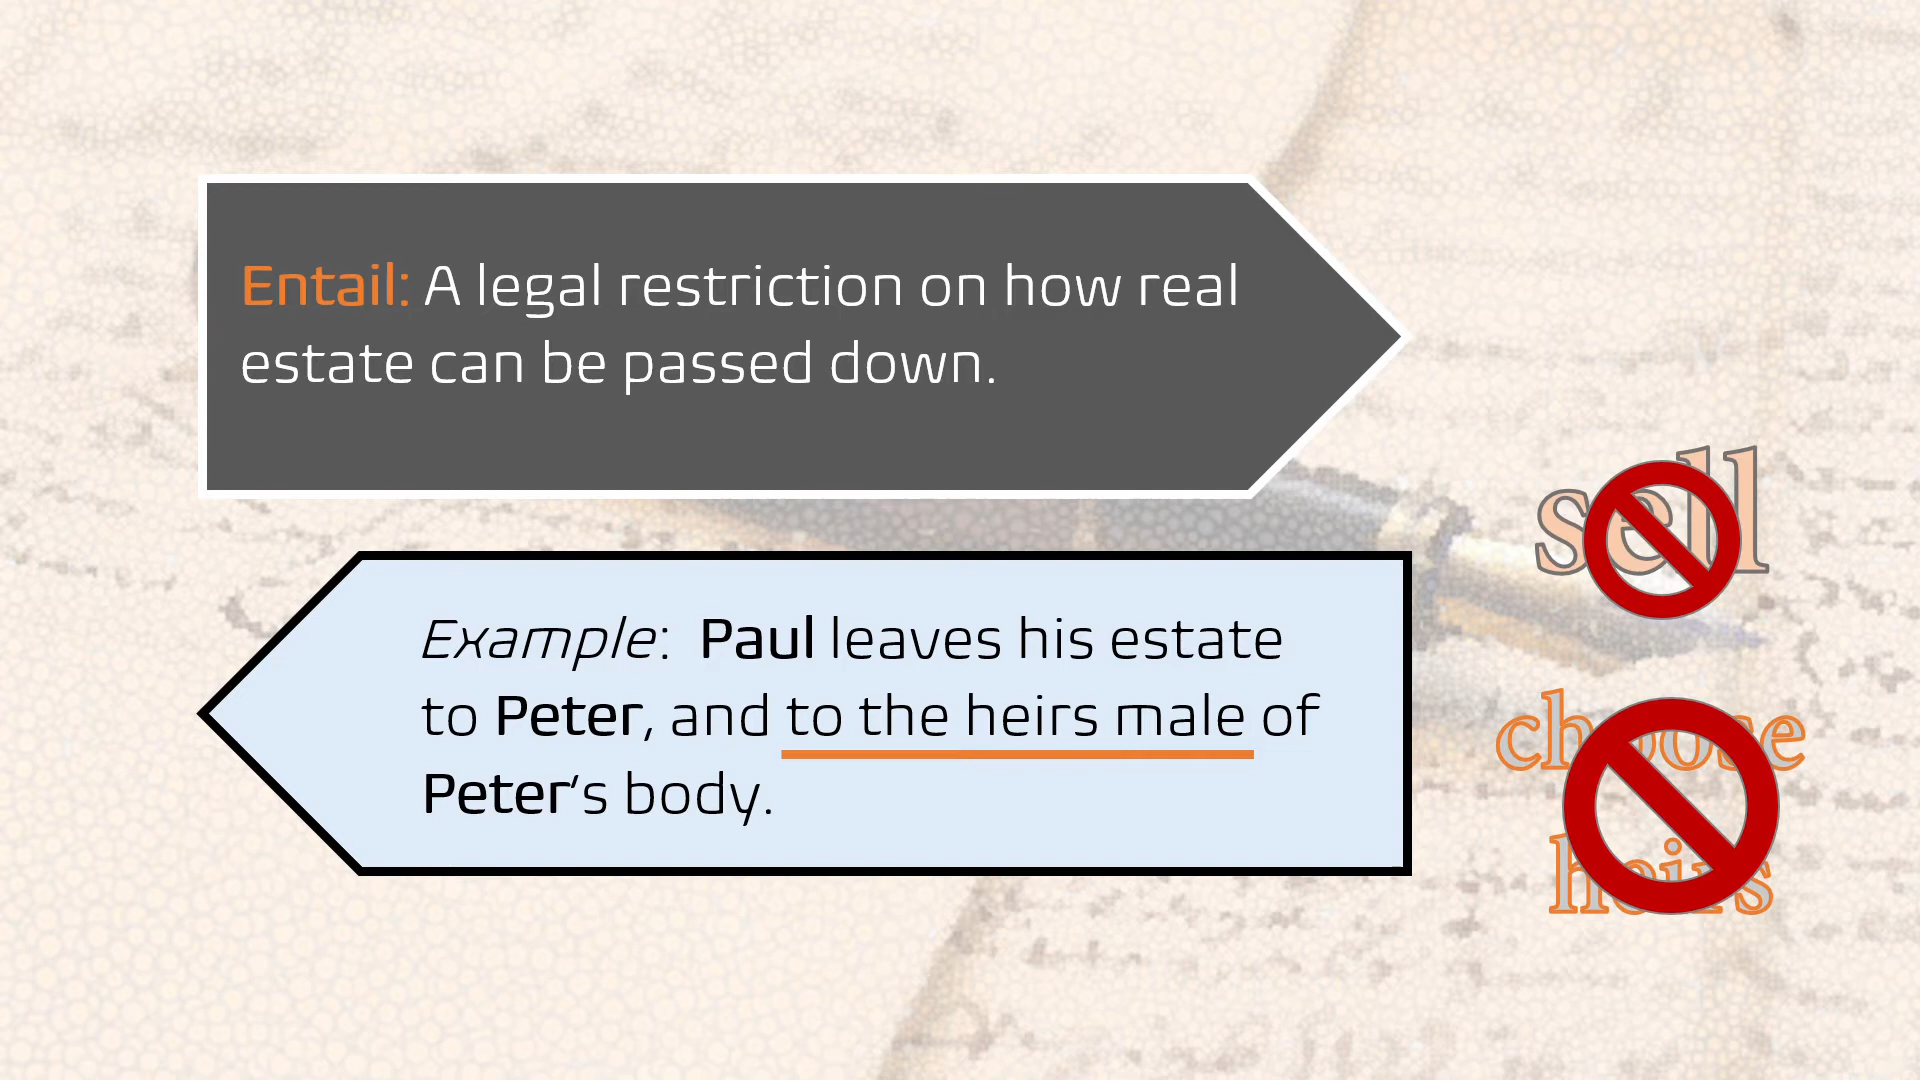 Entail: A legal restriction on how real
estate can be passed down.
Example: Paul leaves his estate
to Peter, and to the heirs male of
Peter's body.
sell
choose
heirs